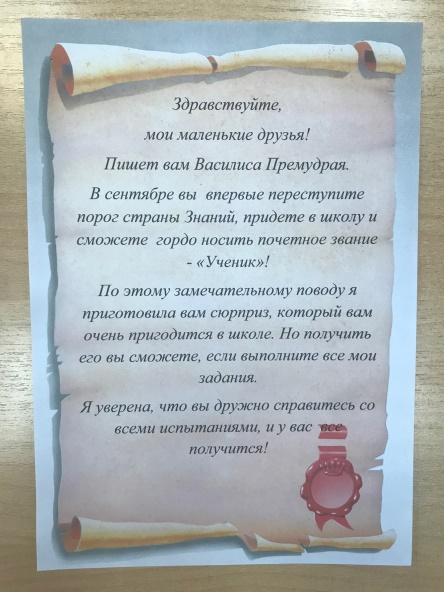 Здравствуйте,
мои маленькие друзья!
Пишет вам Василиса Премудрая.
В сентябре вы впервые переступите
порог страны Знаний, придете в школу и
сможете гордо носить почетное звание
- «Ученик»!
По этому замечательному поводу я
приготовила вам сюрприз, который вам
очень пригодится в школе. Но получить
его вы сможете, если выполните все мои
задания.
Я уверена, что вы дружно справитесь со
всеми испытаниями, и у вас все
получится!